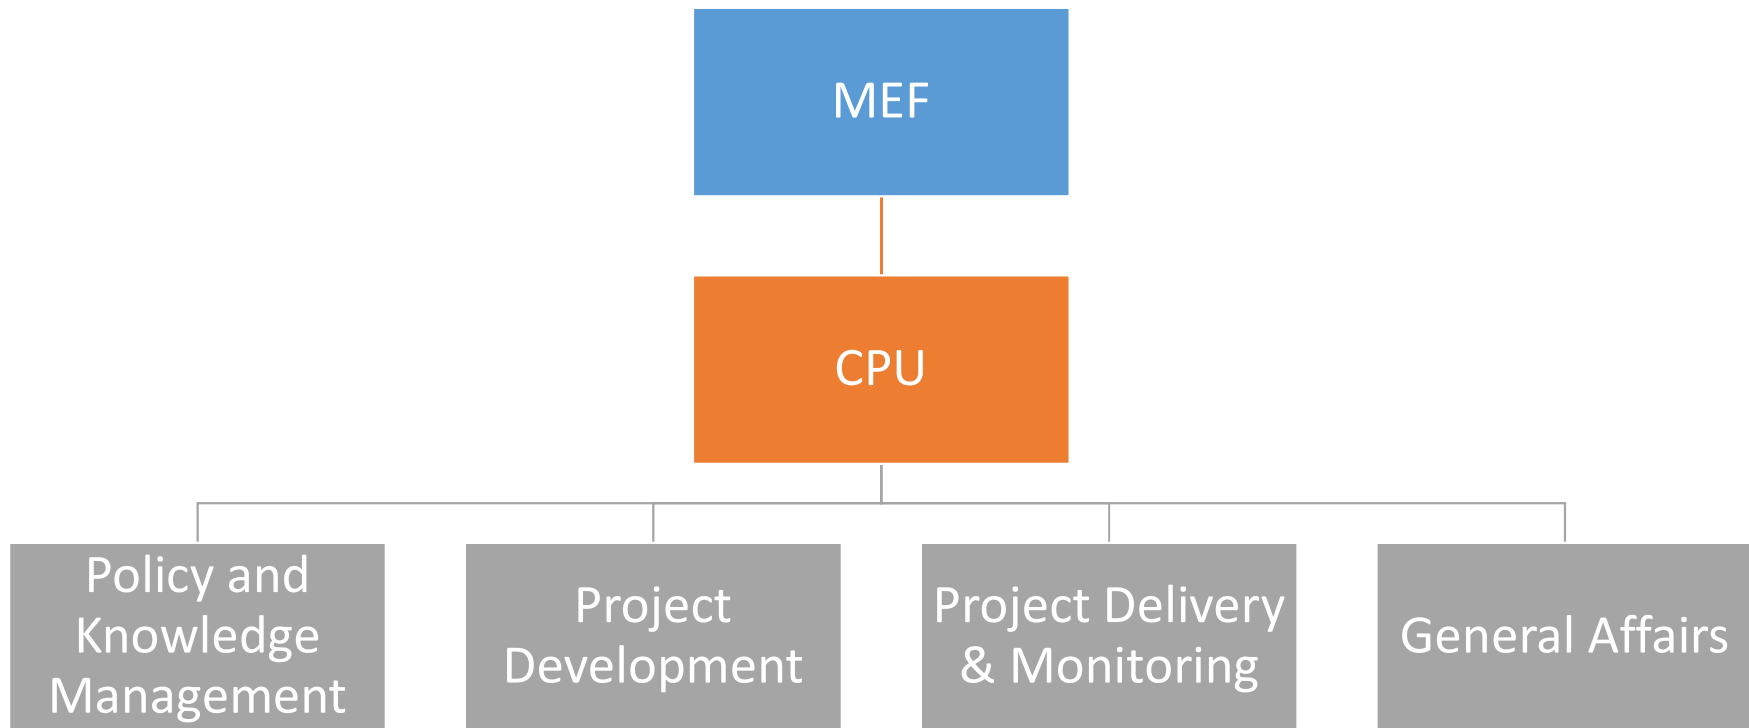 MEF
CPU
Policy and
Knowledge
Management
Project
Development
Project Delivery
& Monitoring
General Affairs